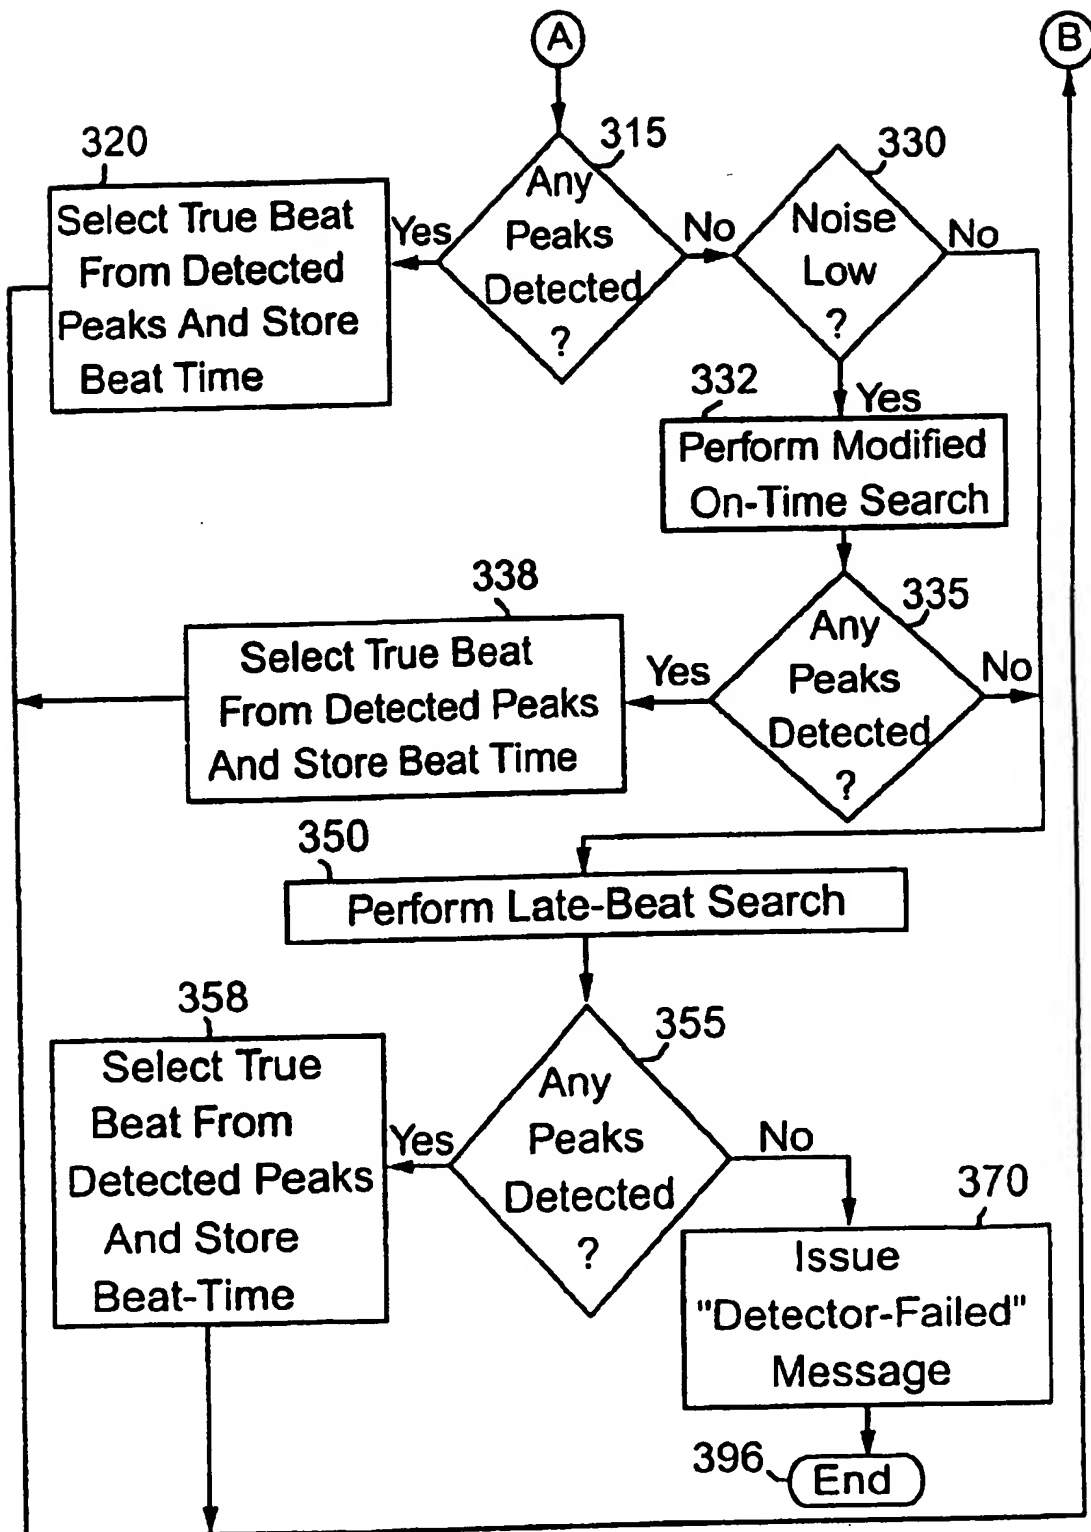 A
B
320
315
330
Select True Beat
From Detected
Peaks And Store
Beat Time
Yes
Any
Peaks
Detected
?
No
Noise
Low
?
No
Yes
332
Perform Modified
On-Time Search
338
335
Select True Beat
From Detected Peaks
And Store Beat Time
Yes
Any
Peaks
Detected
?
No
350
Perform Late-Beat Search
358
355
Select True
Beat From
Detected Peaks
And Store
Beat-Time
Yes
Any
Peaks
Detected
?
No
370
Issue
"Detector-Failed"
Message
396
End